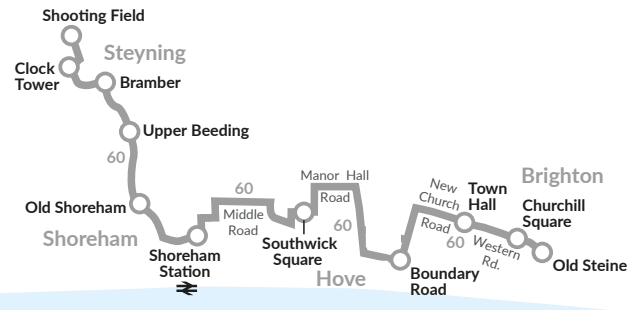 Shooting Field
Steyning
Clock
Tower
Bramber
Upper Beeding
60
Old Shoreham
Shoreham
Shoreham
Station
60
Middle
Road
Southwick
Square
Manor Hall
Road
60
Hove
Boundary
Road
New
Church
Road
60
Town
Hall
Western
Rd.
Brighton
Churchill
Square
Old Steine